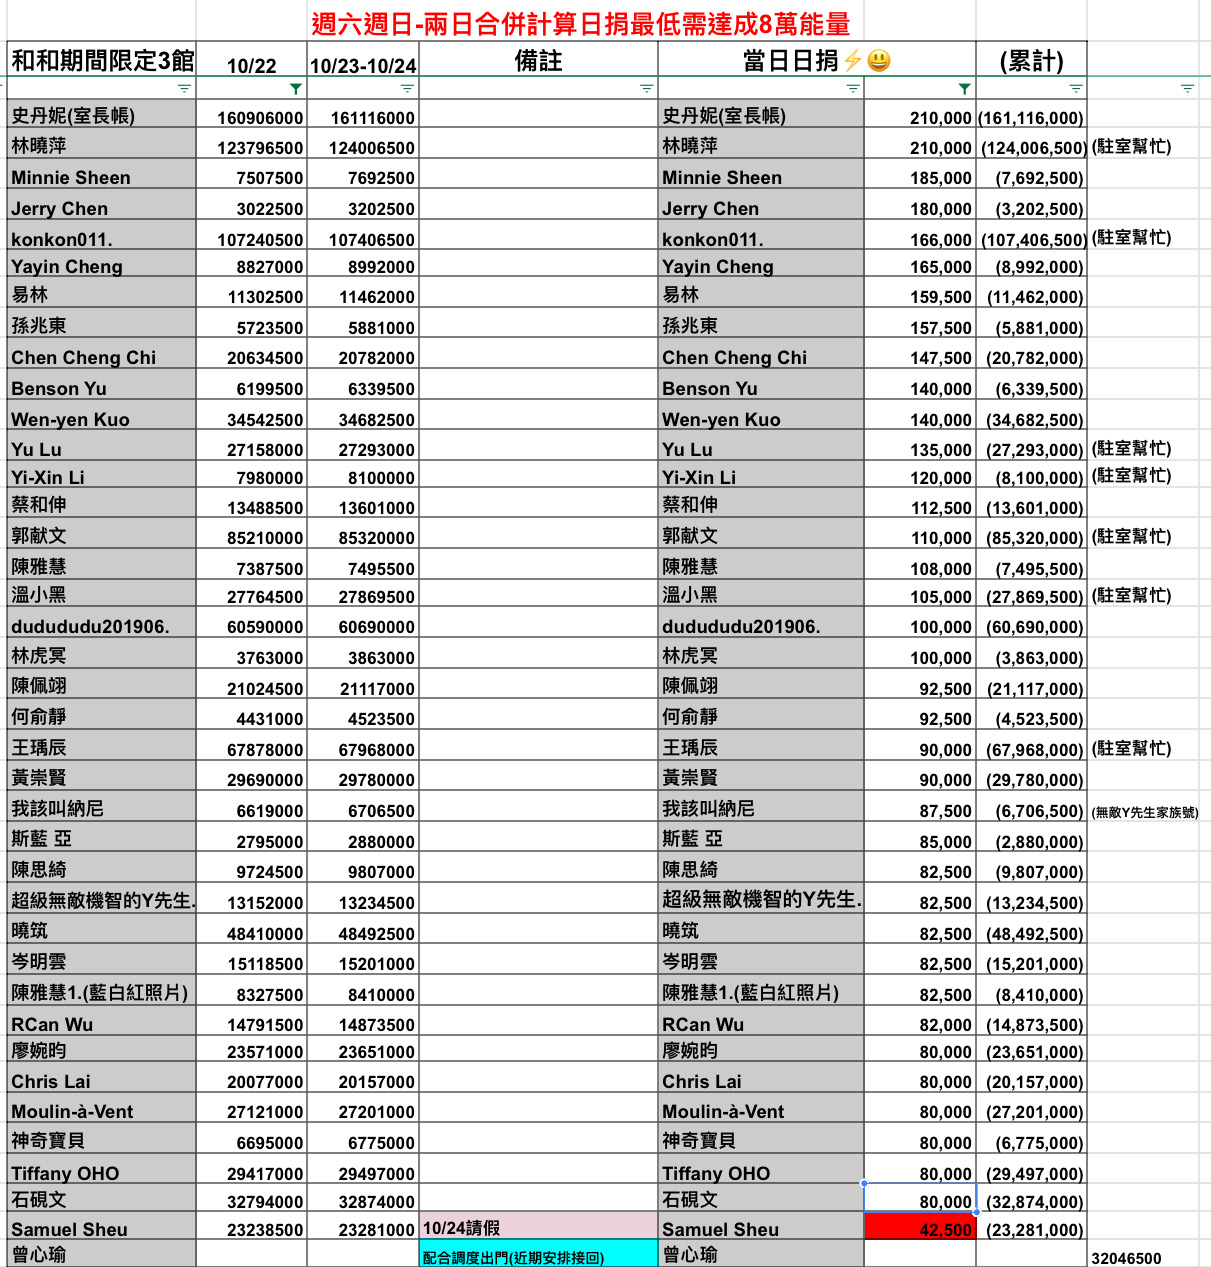 週六週日-兩日合併計算日捐最低需達成8萬能量
和和期間限定3館 10/22 10/23-10/24 備註 當日日捐⚡😃 (累計)
史丹妮(室長帳) 160906000 161116000 史丹妮(室長帳) 210,000 (161,116,000)
林曉萍 123796500 124006500 林曉萍 210,000 (124,006,500) (駐室幫忙)
Minnie Sheen 7507500 7692500 Minnie Sheen 185,000 (7,692,500)
Jerry Chen 3022500 3202500 Jerry Chen 180,000 (3,202,500)
konkon011. 107240500 107406500 konkon011. 166,000 (107,406,500) (駐室幫忙)
Yayin Cheng 8827000 8992000 Yayin Cheng 165,000 (8,992,000)
易林 11302500 11462000 易林 159,500 (11,462,000)
孫兆東 5723500 5881000 孫兆東 157,500 (5,881,000)
Chen Cheng Chi 20634500 20782000 Chen Cheng Chi 147,500 (20,782,000)
Benson Yu 6199500 6339500 Benson Yu 140,000 (6,339,500)
Wen-yen Kuo 34542500 34682500 Wen-yen Kuo 140,000 (34,682,500)
Yu Lu 27158000 27293000 Yu Lu 135,000 (27,293,000) (駐室幫忙)
Yi-Xin Li 7980000 8100000 Yi-Xin Li 120,000 (8,100,000) (駐室幫忙)
蔡和伸 13488500 13601000 蔡和伸 112,500 (13,601,000)
郭献文 85210000 85320000 郭献文 110,000 (85,320,000) (駐室幫忙)
陳雅慧 7387500 7495500 陳雅慧 108,000 (7,495,500)
溫小黑 27764500 27869500 溫小黑 105,000 (27,869,500) (駐室幫忙)
dudududu201906. 60590000 60690000 dudududu201906. 100,000 (60,690,000)
林虎冥 3763000 3863000 林虎冥 100,000 (3,863,000)
陳佩翊 21024500 21117000 陳佩翊 92,500 (21,117,000)
何俞靜 4431000 4523500 何俞靜 92,500 (4,523,500)
王瑀辰 67878000 67968000 王瑀辰 90,000 (67,968,000) (駐室幫忙)
黃崇賢 29690000 29780000 黃崇賢 90,000 (29,780,000)
我該叫納尼 6619000 6706500 我該叫納尼 87,500 (6,706,500) (無敵Y先生家族號)
斯藍 亞 2795000 2880000 斯藍 亞 85,000 (2,880,000)
陳思綺 9724500 9807000 陳思綺 82,500 (9,807,000)
超級無敵機智的Y先生. 13152000 13234500 超級無敵機智的Y先生. 82,500 (13,234,500)
曉筑 48410000 48492500 曉筑 82,500 (48,492,500)
岑明雲 15118500 15201000 岑明雲 82,500 (15,201,000)
陳雅慧1.(藍白紅照片) 8327500 8410000 陳雅慧1.(藍白紅照片) 82,500 (8,410,000)
RCan Wu 14791500 14873500 RCan Wu 82,000 (14,873,500)
廖婉昀 23571000 23651000 廖婉昀 80,000 (23,651,000)
Chris Lai 20077000 20157000 Chris Lai 80,000 (20,157,000)
Moulin-à-Vent 27121000 27201000 Moulin-à-Vent 80,000 (27,201,000)
神奇寶貝 6695000 6775000 神奇寶貝 80,000 (6,775,000)
Tiffany OHO 29417000 29497000 Tiffany OHO 80,000 (29,497,000)
石硯文 32794000 32874000 石硯文 80,000 (32,874,000)
Samuel Sheu 23238500 23281000 10/24請假 Samuel Sheu 42,500 (23,281,000)
曾心瑜 配合調度出門(近期安排接回) 曾心瑜 32046500